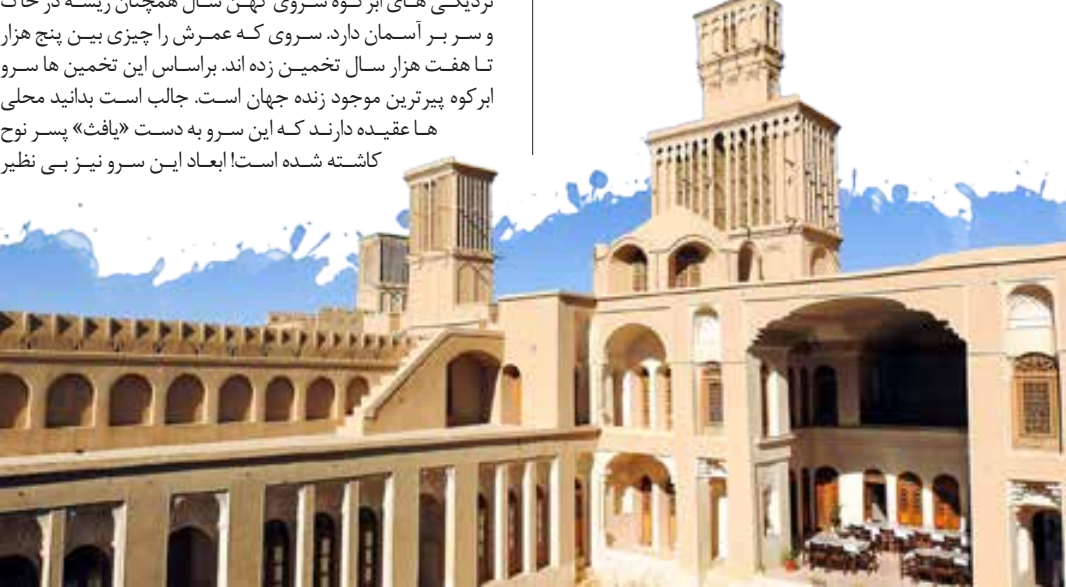 نزدیکی های ابرکوه سروی کهن سال همچنان ریشه در خاک
و سر بر آسمان دارد. سروی که عمرش را چیزی بین پنج هزار
تا هفت هزار سال تخمین زده اند. براساس این تخمین ها سرو
ابرکوه پیرترین موجود زنده جهان است. جالب است بدانید محلی
ها عقیده دارند که این سرو به دست «یافث» پسر نوح
کاشته شده است! ابعاد این سرو نیز بی نظیر